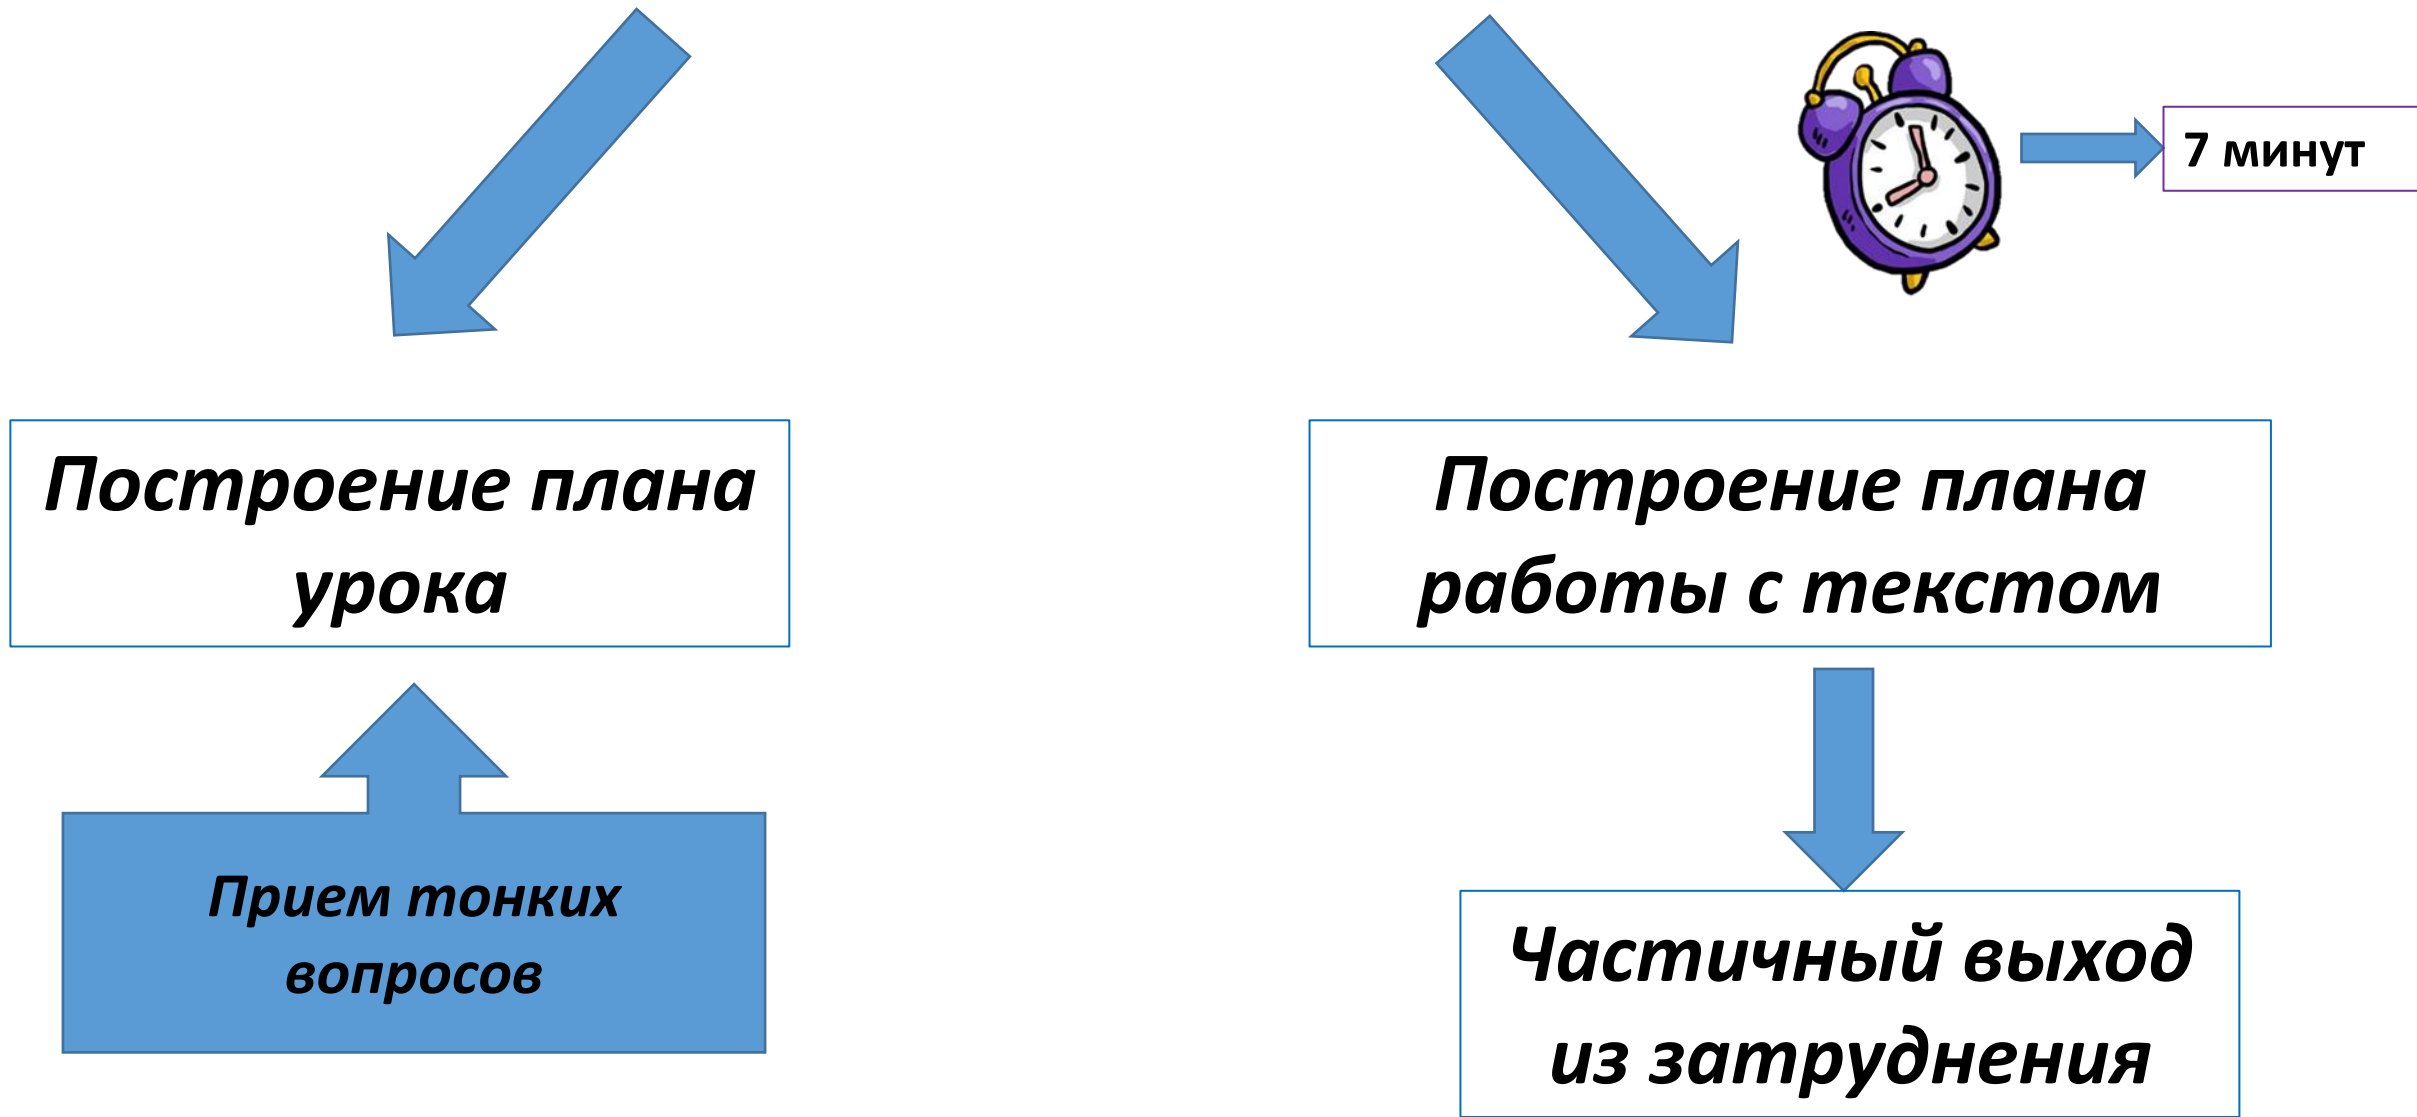 7 минут
Построение плана
урока
Построение плана
работы с текстом
Прием тонких
вопросов
Частичный выход
из затруднения